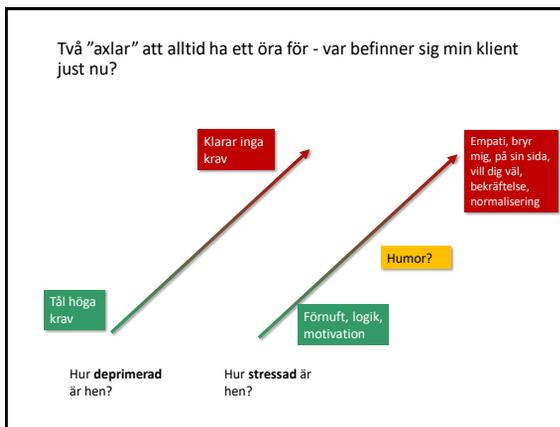 Två ”axlar” att alltid ha ett öra för - var befinner sig min klient
just nu?
Klarar inga
krav
Empati, bryr
mig, på sin sida,
vill dig väl,
bekräftelse,
normalisering
Humor?
Tål höga
krav
Förnuft, logik,
motivation
Hur deprimerad
är hen?
Hur stressad är
hen?